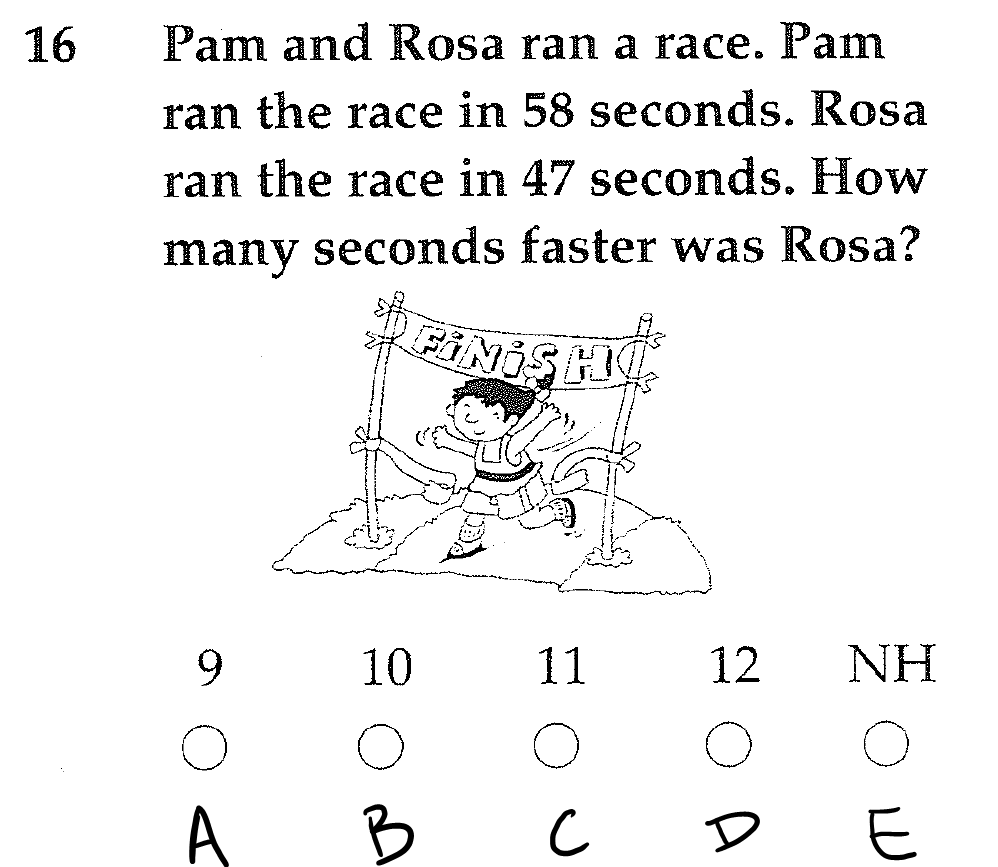 16 Pam and Rosa ran a race. Pam
ran the race in 58 seconds. Rosa
ran the race in 47 seconds. How
many seconds faster was Rosa?
FiNiSH
9 10 11 12 NH
A B C D E